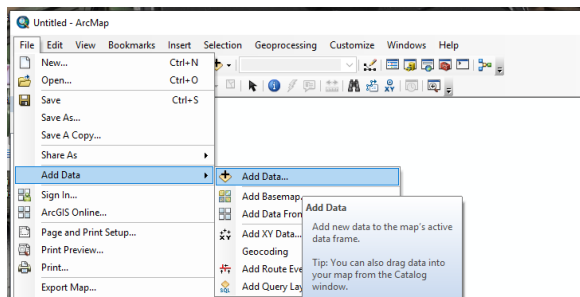 Untitled - ArcMap
File Edit View Bookmarks Insert Selection Geoprocessing Customize Windows Help
New... Ctrl+N
Open... Ctrl+O
Save Ctrl+S
Save As...
Save A Copy...
Share As
Add Data
Add Data...
Sign In...
Add Basemap...
ArcGIS Online...
Add Data From
Page and Print Setup...
Add XY Data...
Print Preview...
Geocoding
Print...
Add Route Eve
Export Map...
Add Query Lay
Add Data
Add new data to the map's active
data frame.
Tip: You can also drag data into
your map from the Catalog
window.